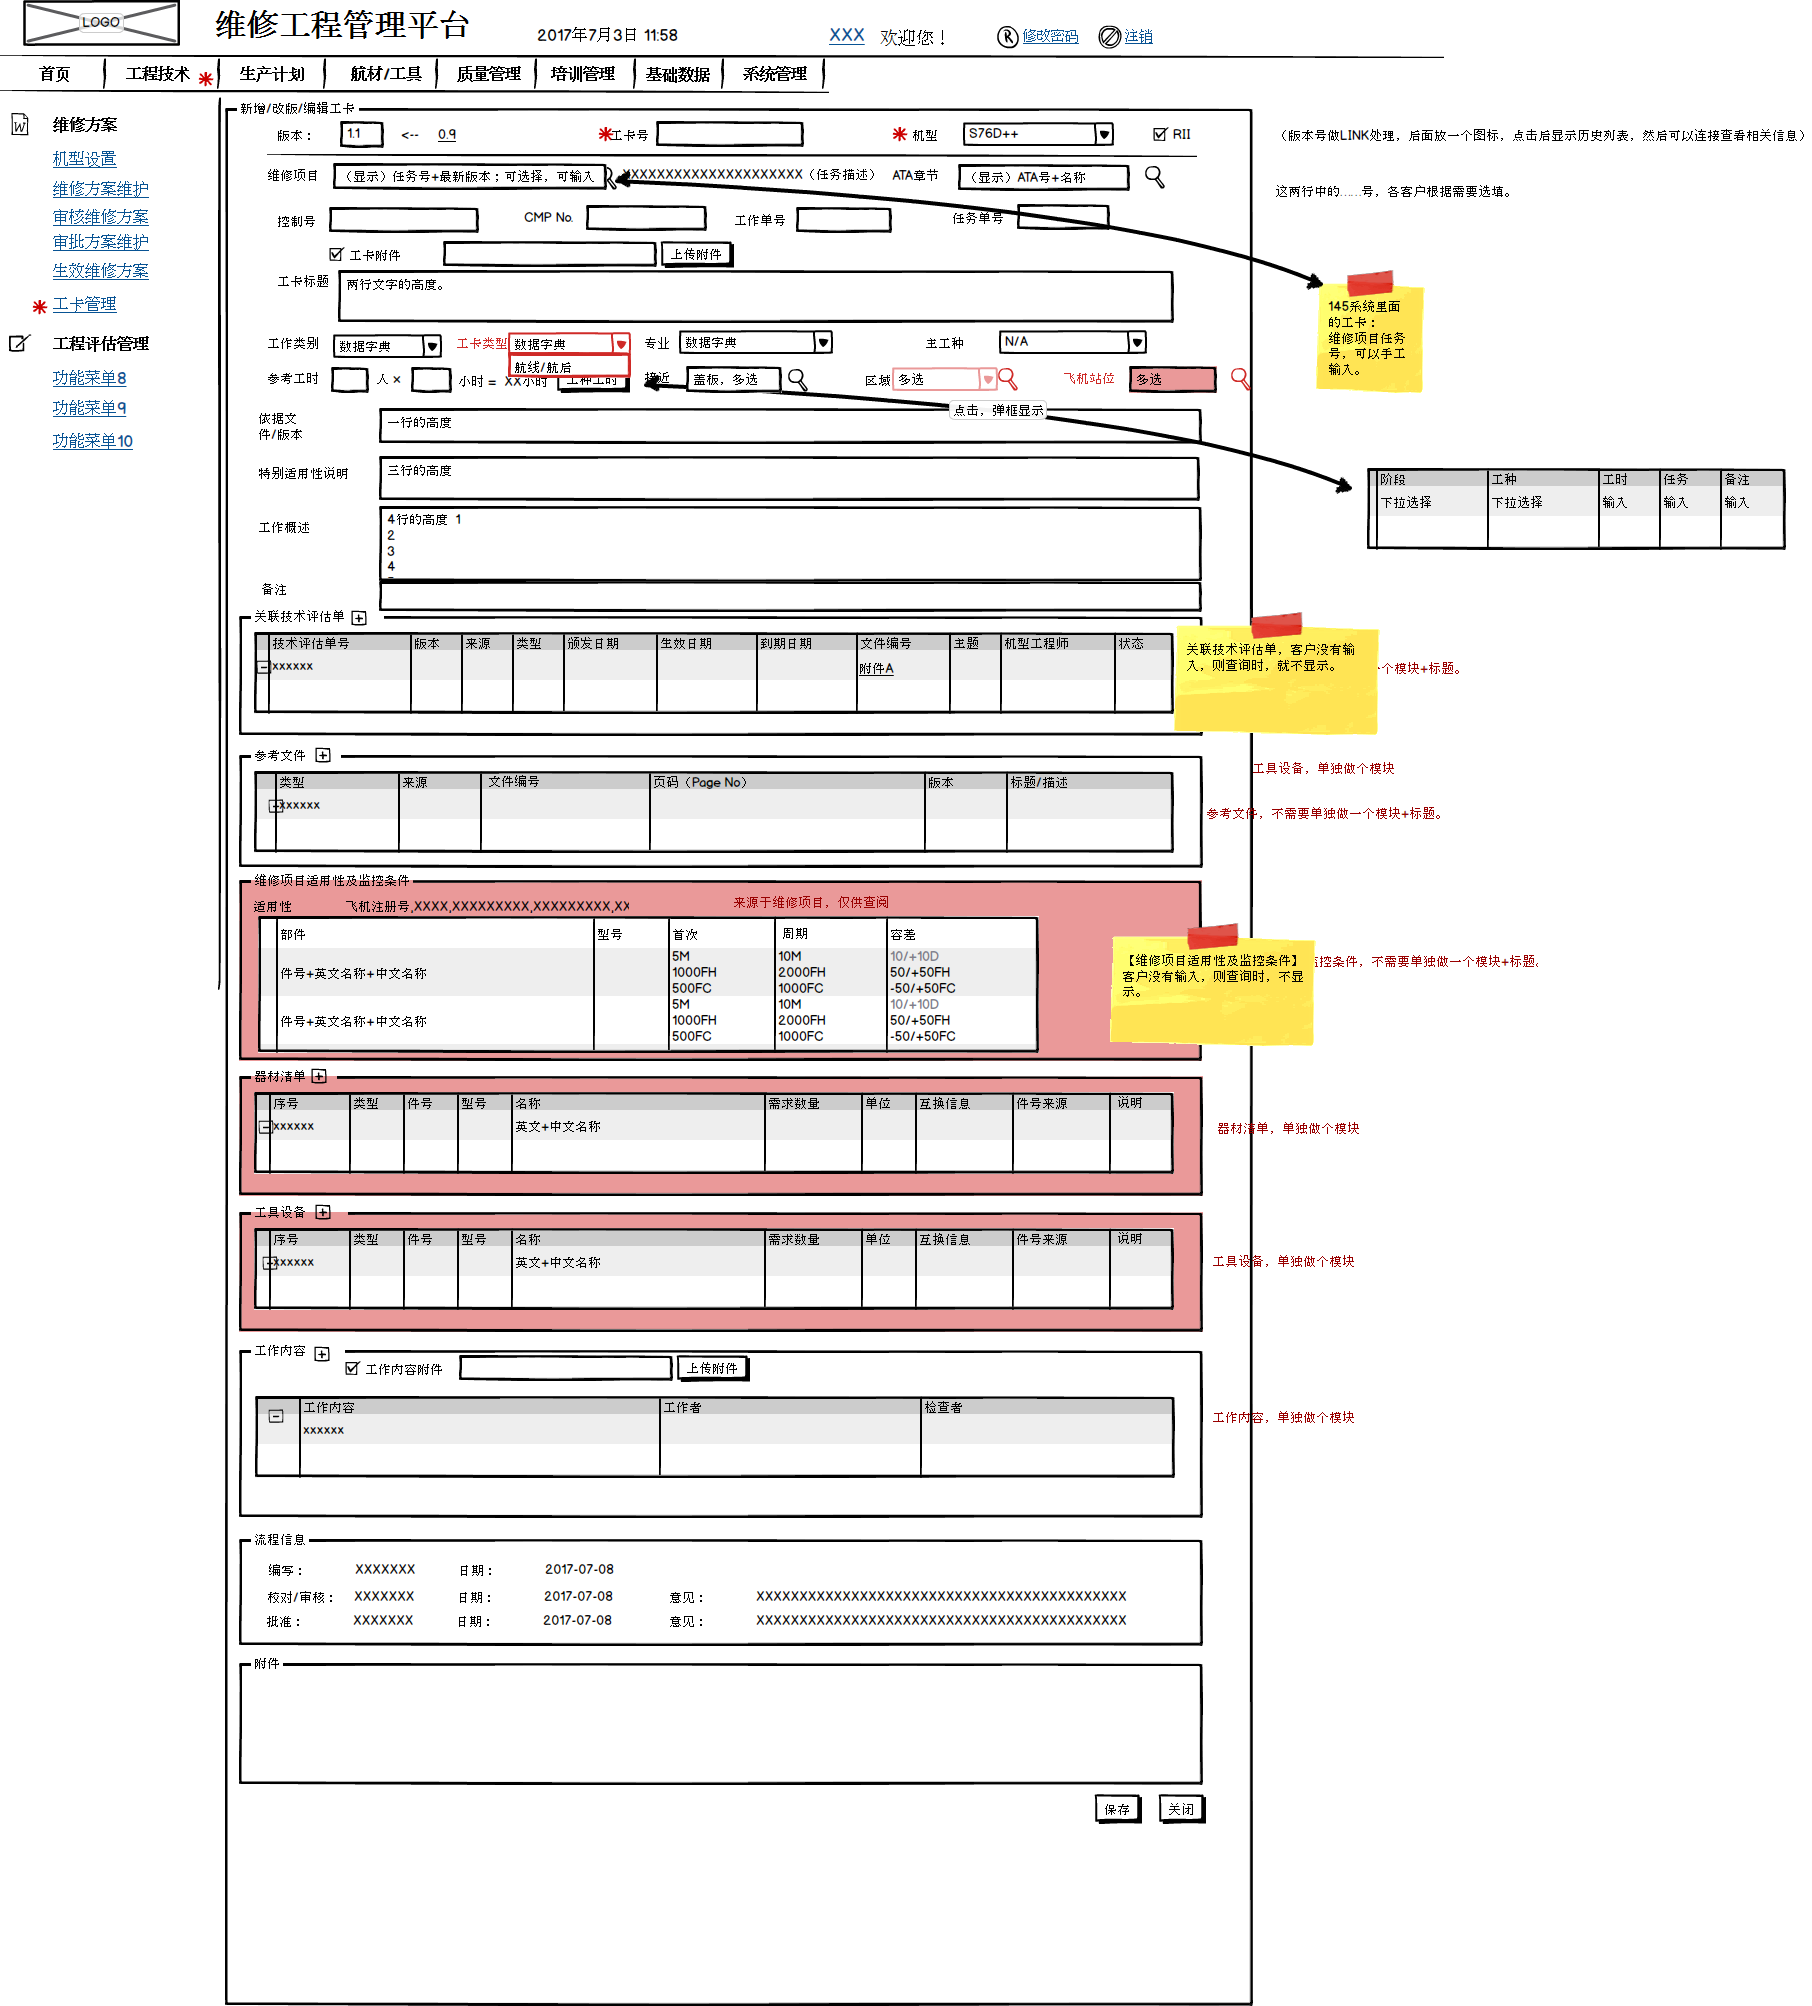 LOGO
维修工程管理平台
2017年7月3日 11:58
XXX 欢迎您！
修改密码
注销
首页
工程技术
生产计划
航材/工具
质量管理
培训管理
基础数据
系统管理
维修方案
机型设置
维修方案维护
审核维修方案
审批方案维护
生效维修方案
工卡管理
工程评估管理
功能菜单8
功能菜单9
功能菜单10
新增/改版/编辑工卡
版本： 1.1 <-- 0.9 工卡号 机型 S76D++ RII
（版本号做LINK处理，后面放一个图标，点击后显示历史列表，然后可以连接查看相关信息）
维修项目 （显示）任务号+最新版本；可选择，可输入 XXXXXXXXXXXXXXXXXXXXX（任务描述） ATA章节 （显示）ATA号+名称
这两行中的……号，各客户根据需要选填。
控制号 CMP No. 工作单号 任务单号
工卡附件 上传附件
工卡标题 两行文字的高度。
145系统里面
的工卡：
维修项目任务
号，可以手工
输入。
工作类别 数据字典 工卡类型 数据字典 专业 数据字典 主工种 N/A
航线/航后
参考工时 人 × 小时 = XX小时 工种工时 接近 盖板，多选 区域 多选 飞机站位 多选
点击，弹框显示
依据文
件/版本
一行的高度
特别适用性说明 三行的高度
阶段 工种 工时 任务 备注
下拉选择 下拉选择 输入 输入 输入
工作概述
4行的高度 1
2
3
4
备注
关联技术评估单
技术评估单号 版本 来源 类型 颁发日期 生效日期 到期日期 文件编号 主题 机型工程师 状态
xxxxxx 附件A
关联技术评估单，客户没有输
入，则查询时，就不显示。
个模块+标题。
参考文件
类型 来源 文件编号 页码（Page No） 版本 标题/描述
xxxxxx
工具设备，单独做个模块
参考文件，不需要单独做一个模块+标题。
维修项目适用性及监控条件
适用性 飞机注册号,XXXX,XXXXXXXXX,XXXXXXXXX,XX 来源于维修项目，仅供查阅
部件 型号 首次 周期 容差
5M 10M 10/+10D
件号+英文名称+中文名称 1000FH 2000FH 50/+50FH
500FC 1000FC -50/+50FC
5M 10M 10/+10D
件号+英文名称+中文名称 1000FH 2000FH 50/+50FH
500FC 1000FC -50/+50FC
【维修项目适用性及监控条件】
客户没有输入，则查询时，不显
示。
监控条件，不需要单独做一个模块+标题。
器材清单
序号 类型 件号 型号 名称 需求数量 单位 互换信息 件号来源 说明
xxxxxx 英文+中文名称
器材清单，单独做个模块
工具设备
序号 类型 件号 型号 名称 需求数量 单位 互换信息 件号来源 说明
xxxxxx 英文+中文名称
工具设备，单独做个模块
工作内容
工作内容附件 上传附件
工作内容 工作者 检查者
xxxxxx
工作内容，单独做个模块
流程信息
编写： XXXXXXX 日期： 2017-07-08
校对/审核： XXXXXXX 日期： 2017-07-08 意见： XXXXXXXXXXXXXXXXXXXXXXXXXXXXXXXXXXXXXXXXXXX
批准： XXXXXXX 日期： 2017-07-08 意见： XXXXXXXXXXXXXXXXXXXXXXXXXXXXXXXXXXXXXXXXXXX
附件
保存
关闭